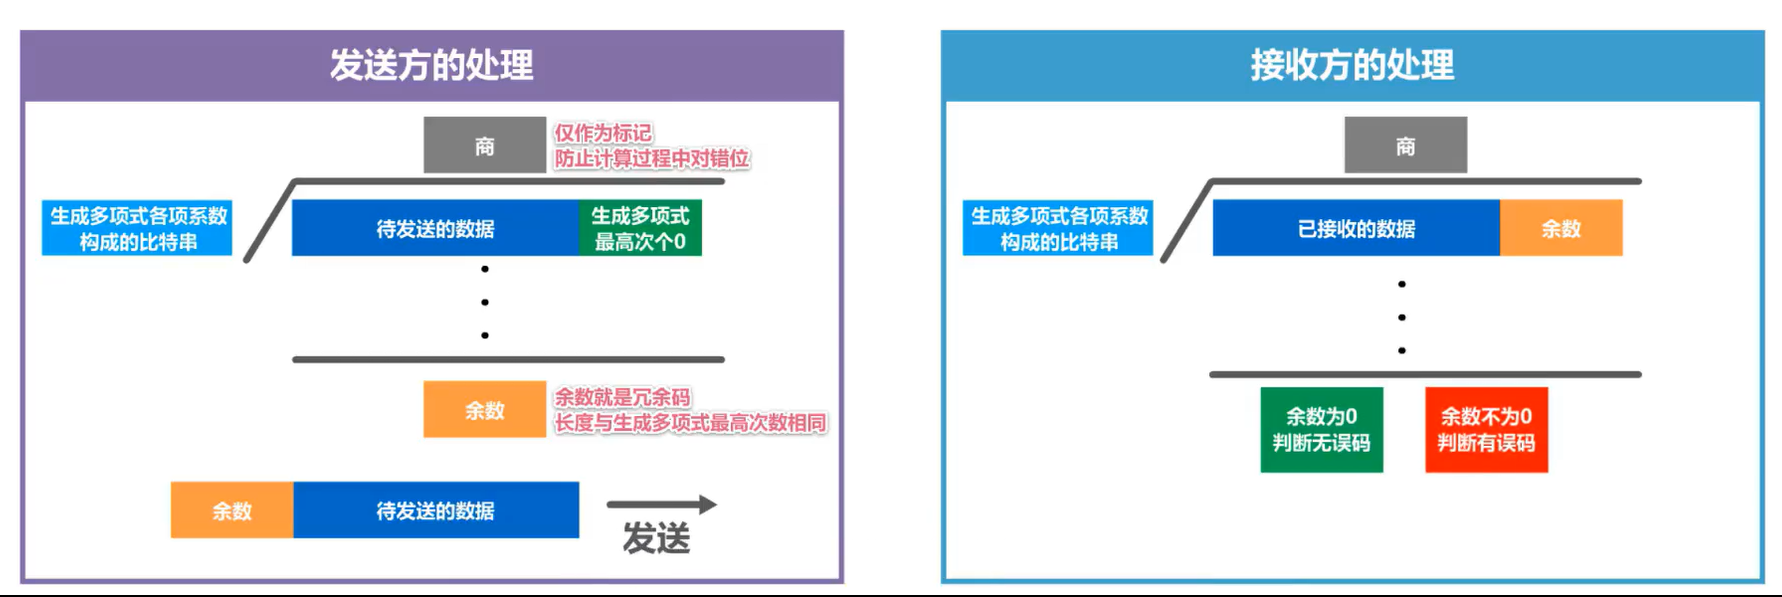 发送方的处理
商
仅作为标记
防止计算过程中对错位
生成多项式各项系数
构成的比特串
待发送的数据
生成多项式
最高次个0
余数
余数就是冗余码
长度与生成多项式最高次数相同
余数
待发送的数据
发送
接收方的处理
商
生成多项式各项系数
构成的比特串
已接收的数据
余数
余数为0
判断无误码
余数不为0
判断有误码